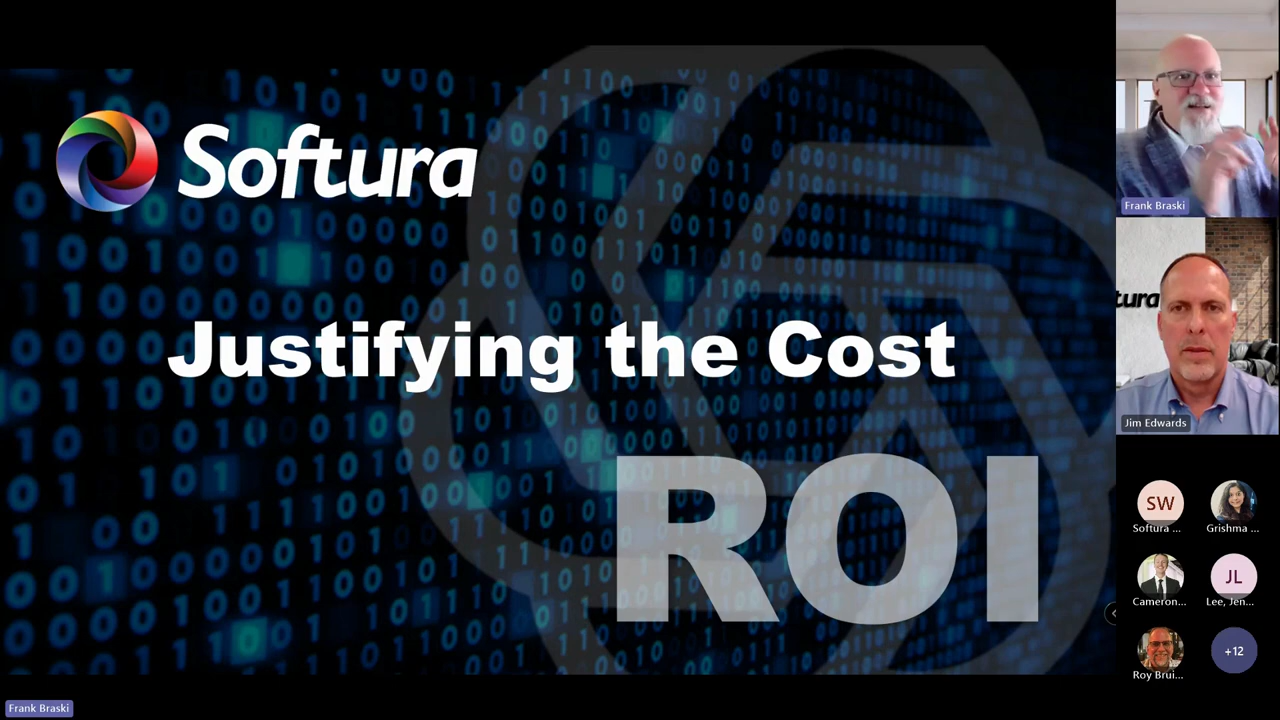 Softura
Justifying the Cost
ROI
Frank Braski
Frank Braski
tura
Jim Edwards
SW
Softura ...
Grishma ...
Cameron...
JL
Lee, Jen...
Roy Brui...
+12